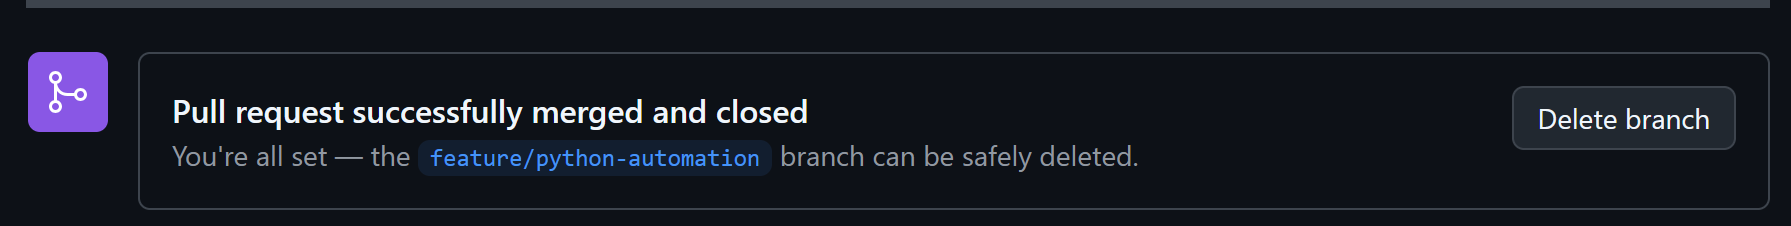 Pull request successfully merged and closed
You're all set — the feature/python-automation branch can be safely deleted.
Delete branch